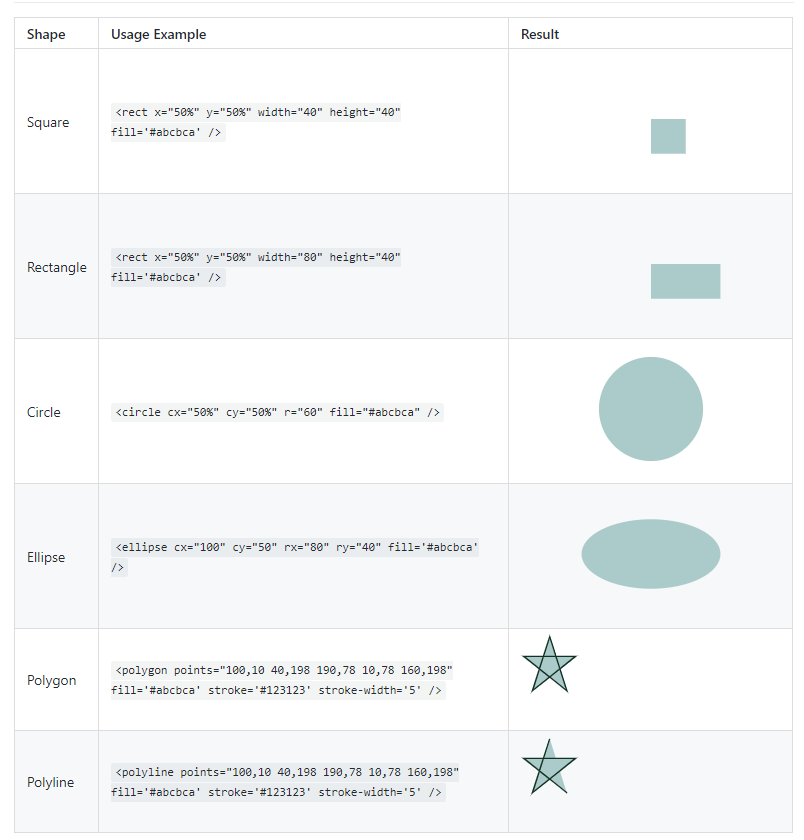 Shape Usage Example Result
Square
<rect x="50%" y="50%" width="40" height="40"
fill='#abcbca' />
Rectangle
<rect x="50%" y="50%" width="80" height="40"
fill='#abcbca' />
Circle
<circle cx="50%" cy="50%" r="60" fill="#abcbca" />
Ellipse
<ellipse cx="100" cy="50" rx="80" ry="40" fill='#abcbca'
/>
Polygon
<polygon points="100,10 40,198 190,78 10,78 160,198"
fill='#abcbca' stroke='#123123' stroke-width='5' />
Polyline
<polyline points="100,10 40,198 190,78 10,78 160,198"
fill='#abcbca' stroke='#123123' stroke-width='5' />